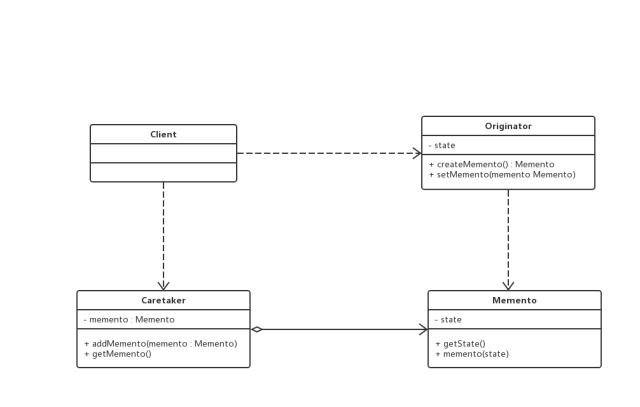 Client
Originator
- state
+ createMemento() : Memento
+ setMemento(memento Memento)
Caretaker
- memento : Memento
+ addMemento(memento : Memento)
+ getMemento()
Memento
- state
+ getState()
+ memento(state)